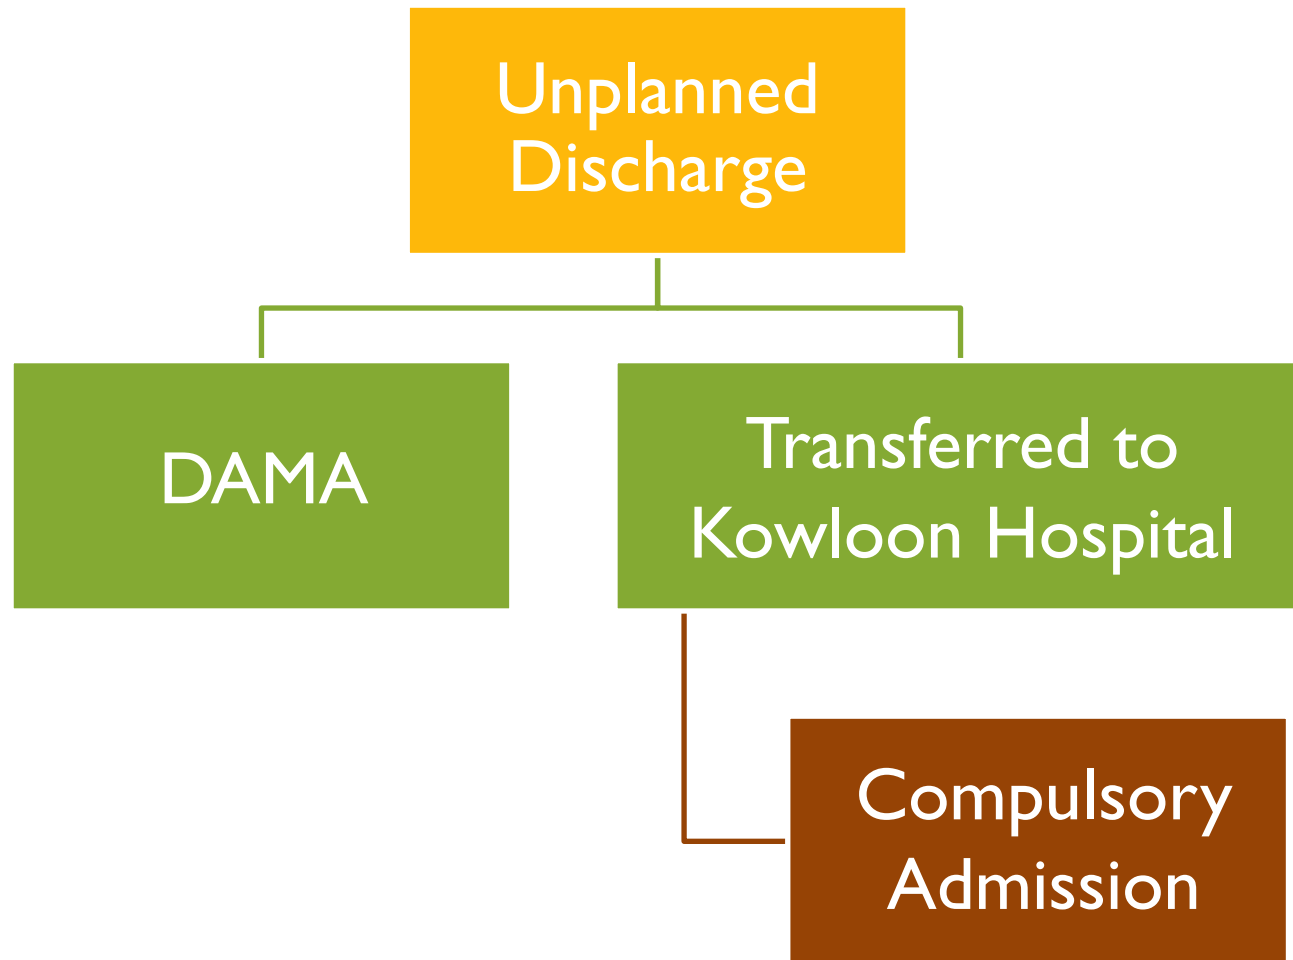 Unplanned
Discharge
DAMA
Transferred to
Kowloon Hospital
Compulsory
Admission